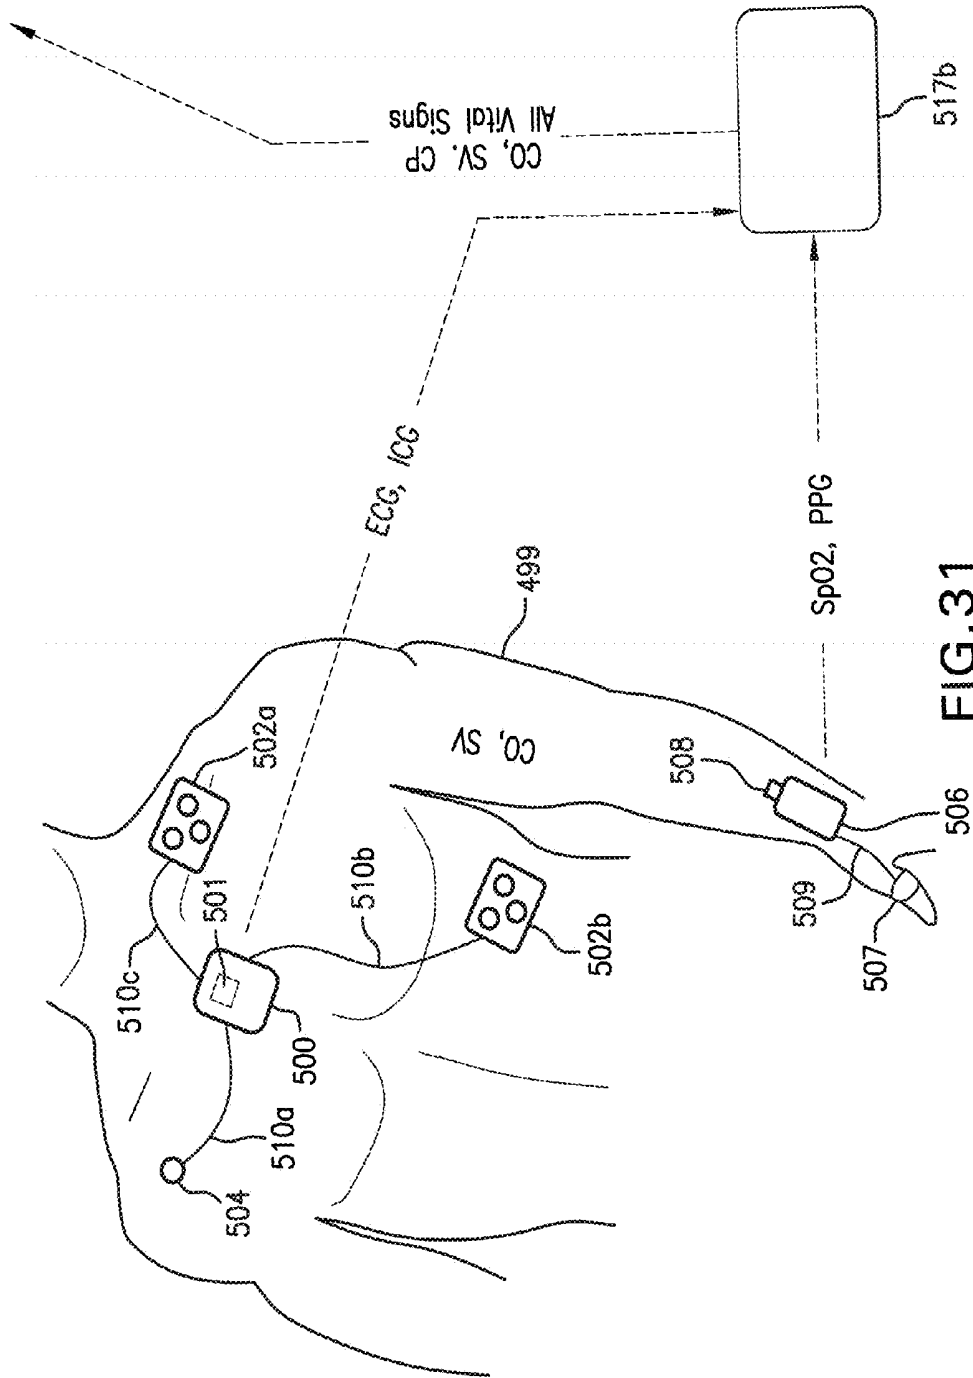 CO, SV. CP
All Vital Signs
517b
ECG, ICG
SpO2, PPG
499
502a
CO, SV
501
510c
510b
508
500
502b
506
509
510a
507
504
FIG.31